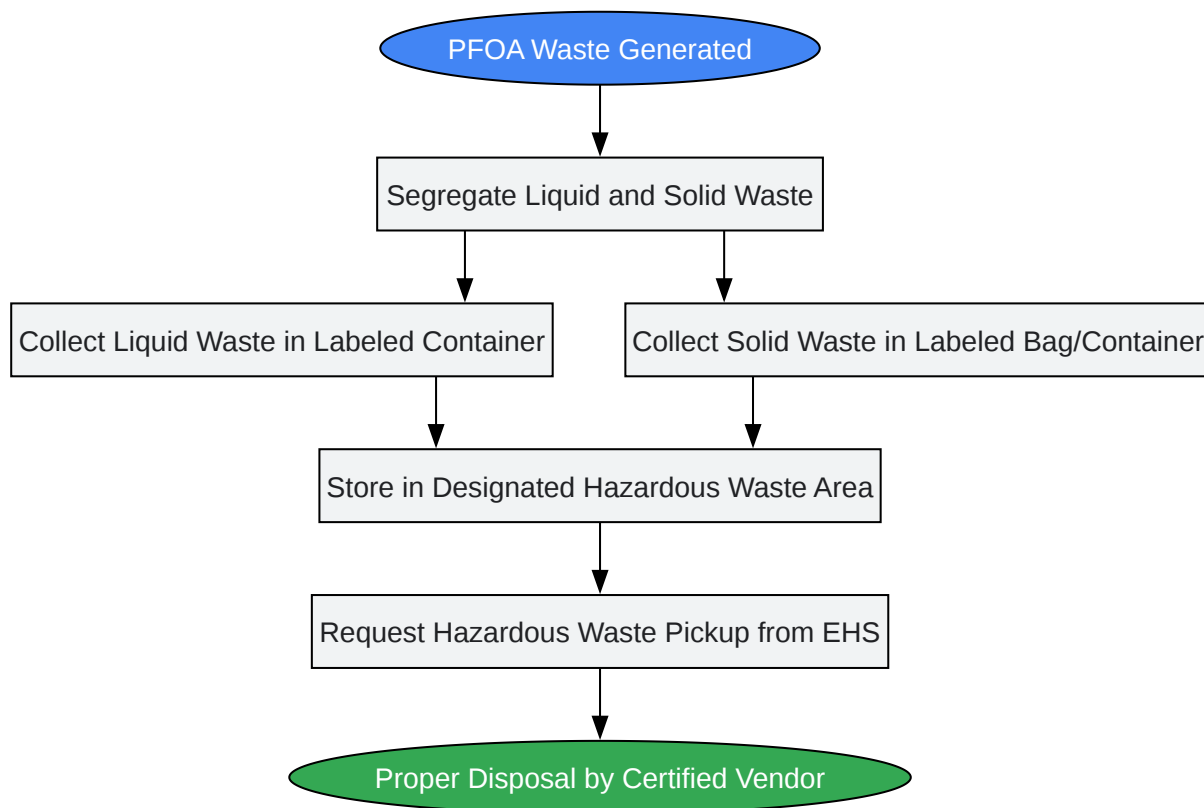 PFOA Waste Generated
Segregate Liquid and Solid Waste
Collect Liquid Waste in Labeled Container
Collect Solid Waste in Labeled Bag/Container
Store in Designated Hazardous Waste Area
Request Hazardous Waste Pickup from EHS
Proper Disposal by Certified Vendor